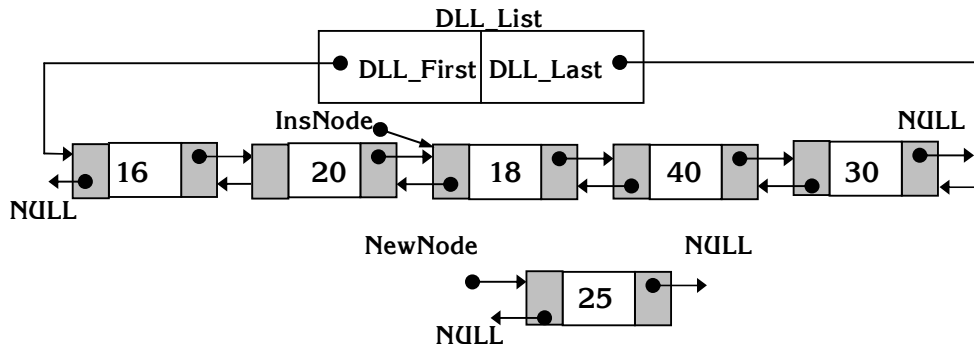 DLL_List
DLL_First DLL_Last
InsNode NULL
16 20 18 40 30
NULL
NewNode NULL
25
NULL